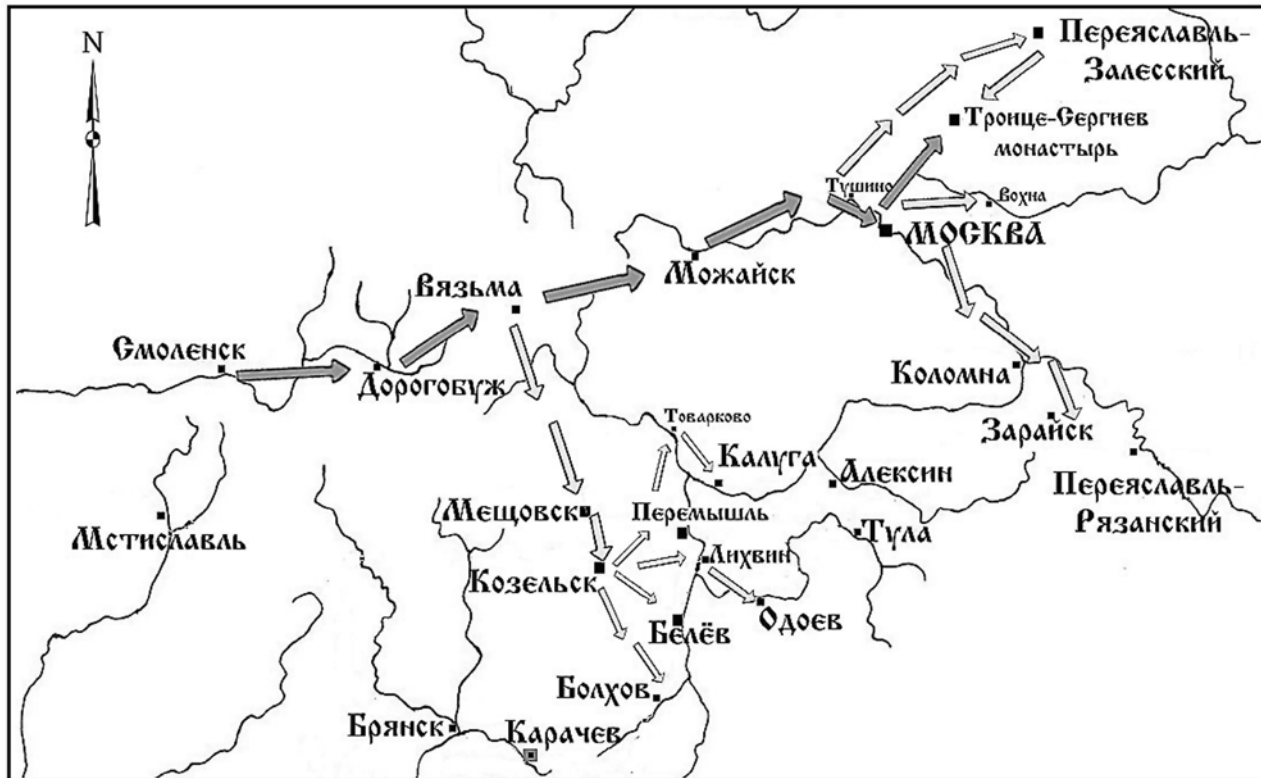 N
Переяславль-
Залесский
Троице-Сергиев
монастырь
Тушино
Вохна
МОСКВА
Можайск
Вязьма
Смоленск
Дорогобуж
Коломна
Зарайск
Переяславль-
Рязанский
Товарково
Калуга
Алексин
Мещовск
Перемышль
Тула
Мстиславль
Лихвин
Козельск
Одоев
Белёв
Болхов
Брянск
Карачев